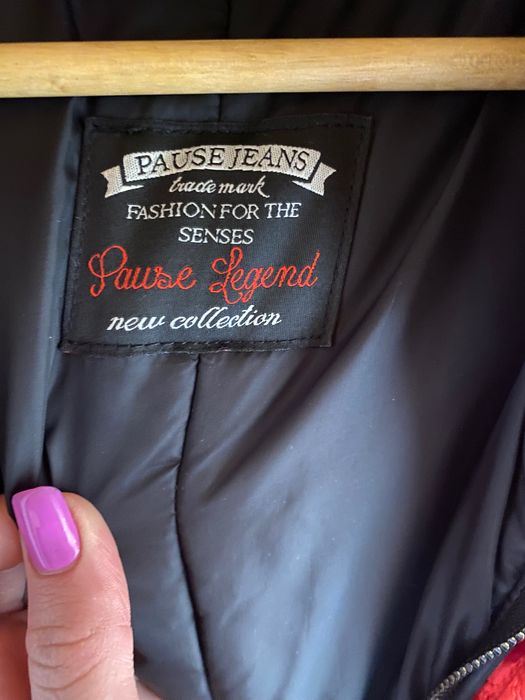 PAUSE JEANS
trade mark
FASHION FOR THE
SENSES
Pause Legend
new collection